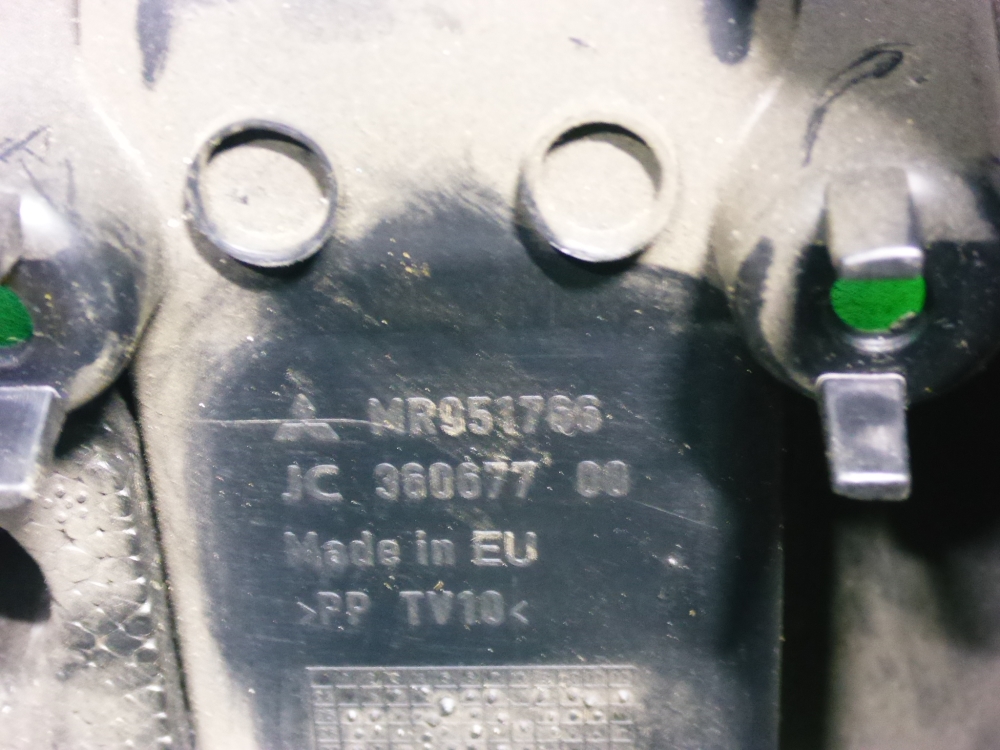 MR951766
JC 360677 00
Made in EU
>PP TV10<